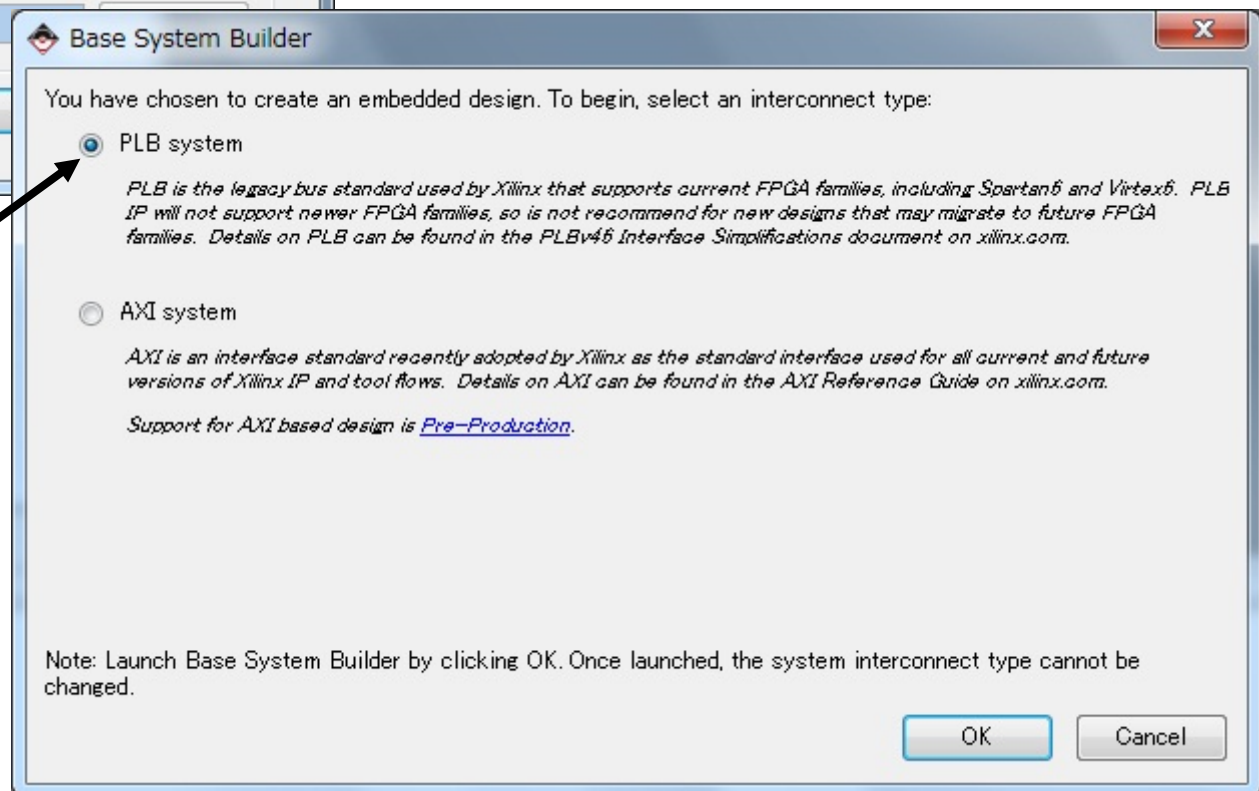 Base System Builder
You have chosen to create an embedded design. To begin, select an interconnect type:
PLB system
PLB is the legacy bus standard used by Xilinx that supports current FPGA families, including Spartan6 and Virtex6. PLB
IP will not support newer FPGA families, so is not recommend for new designs that may migrate to future FPGA
families. Details on PLB can be found in the PLBv46 Interface Simplifications document on xilinx.com.
AXI system
AXI is an interface standard recently adopted by Xilinx as the standard interface used for all current and future
versions of Xilinx IP and tool flows. Details on AXI can be found in the AXI Reference Guide on xilinx.com.
Support for AXI based design is Pre-Production.
Note: Launch Base System Builder by clicking OK. Once launched, the system interconnect type cannot be
changed.
OK Cancel